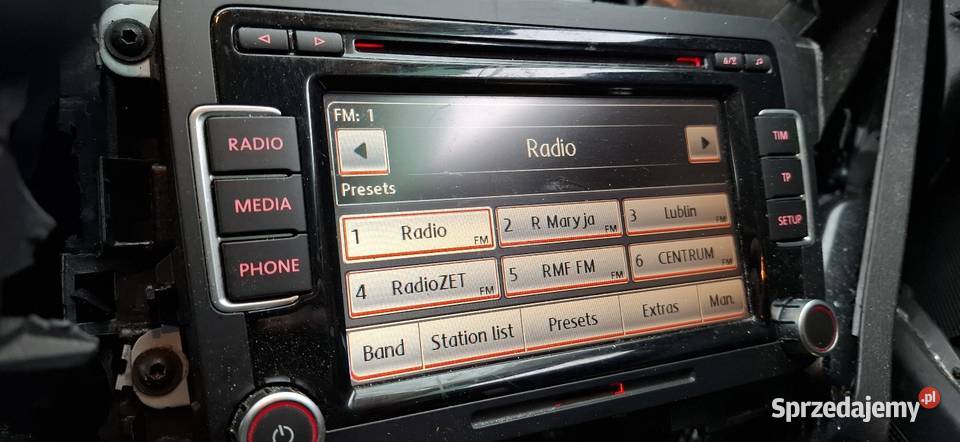 FM: 1
Radio
Presets
1 Radio FM
2 R Maryja FM
3 Lublin FM
4 RadioZET FM
5 RMF FM FM
6 CENTRUM FM
Band
Station list
Presets
Extras
Man.
RADIO
MEDIA
PHONE
TIM
TP
SETUP
Sprzedajemy.pl